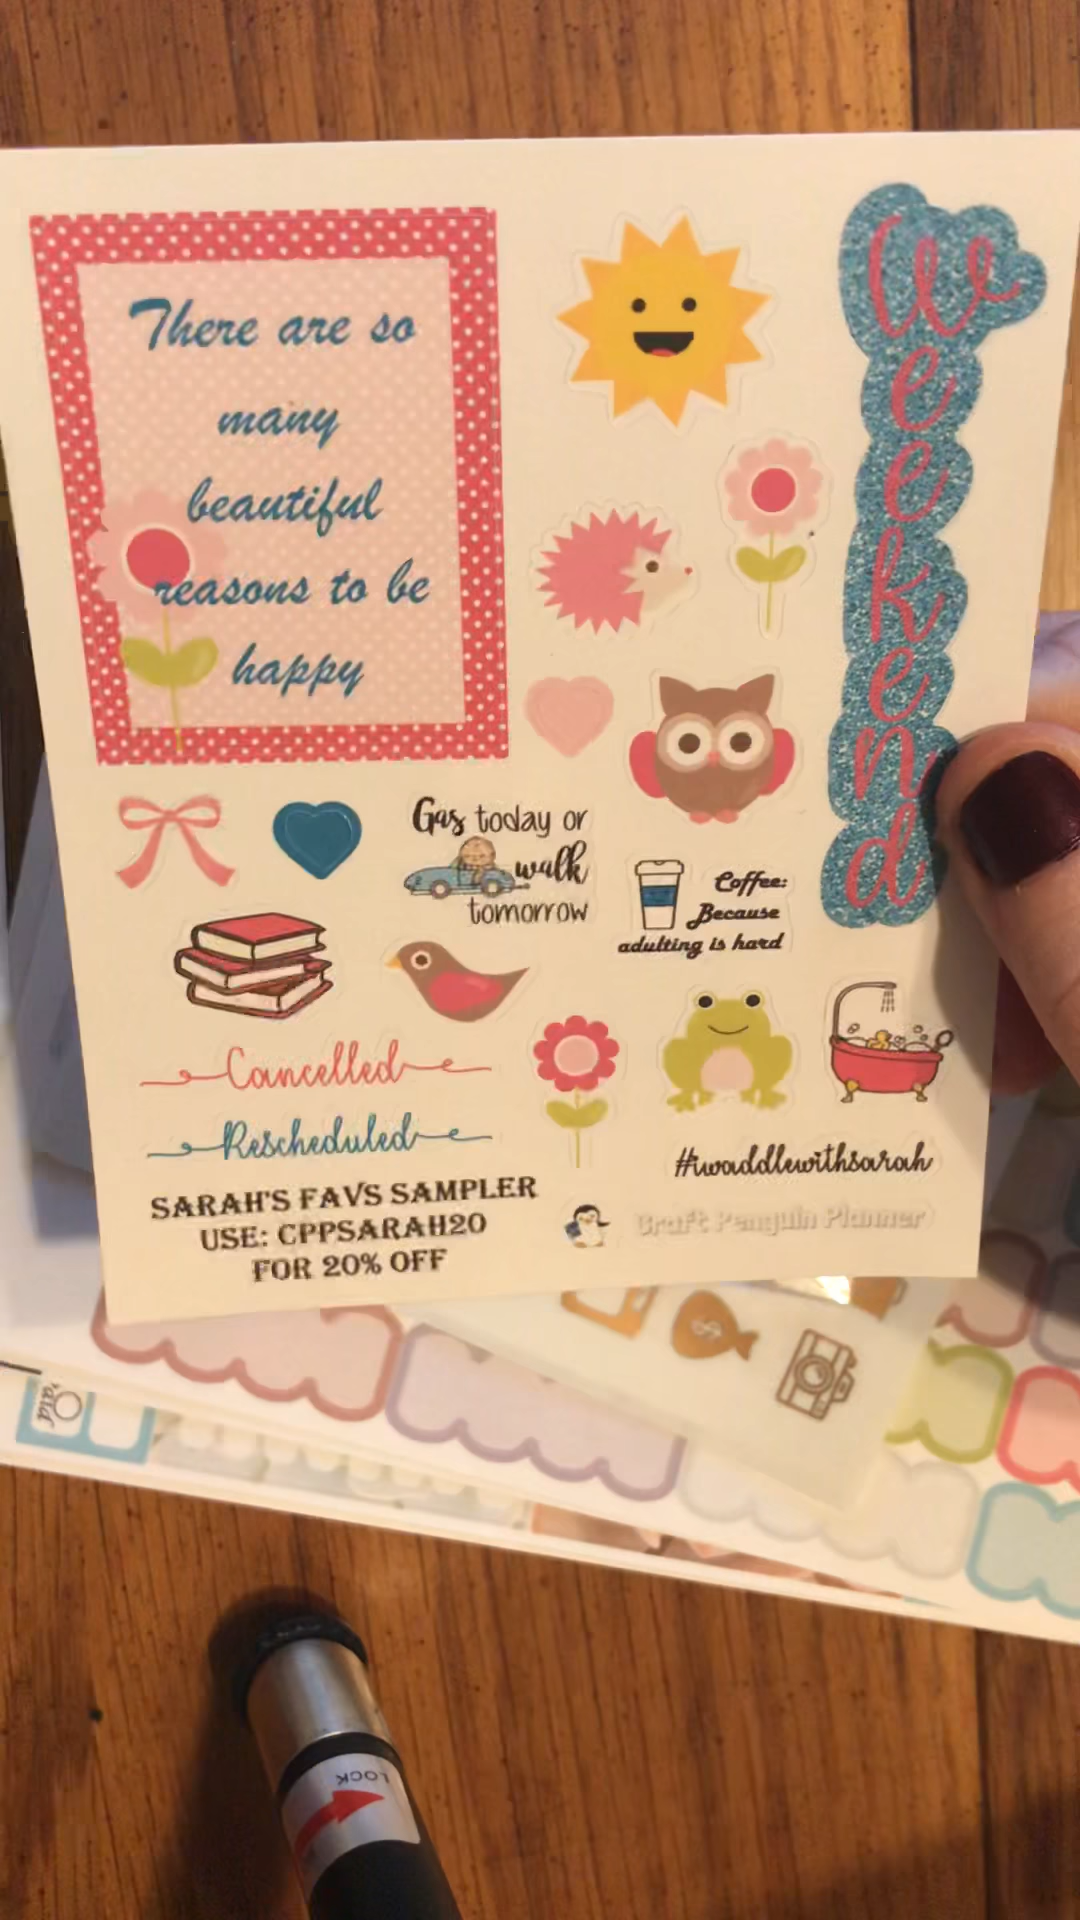 There are so
many
beautiful
reasons to be
happy
Weekend
Gas today or
walk
tomorrow
Coffee:
Because
adulting is hard
Cancelled
Rescheduled
#iwaddlewithsarah
SARAH'S FAVS SAMPLER
USE: CPPSARAH20
FOR 20% OFF
Craft Penguin Planner
LOCK